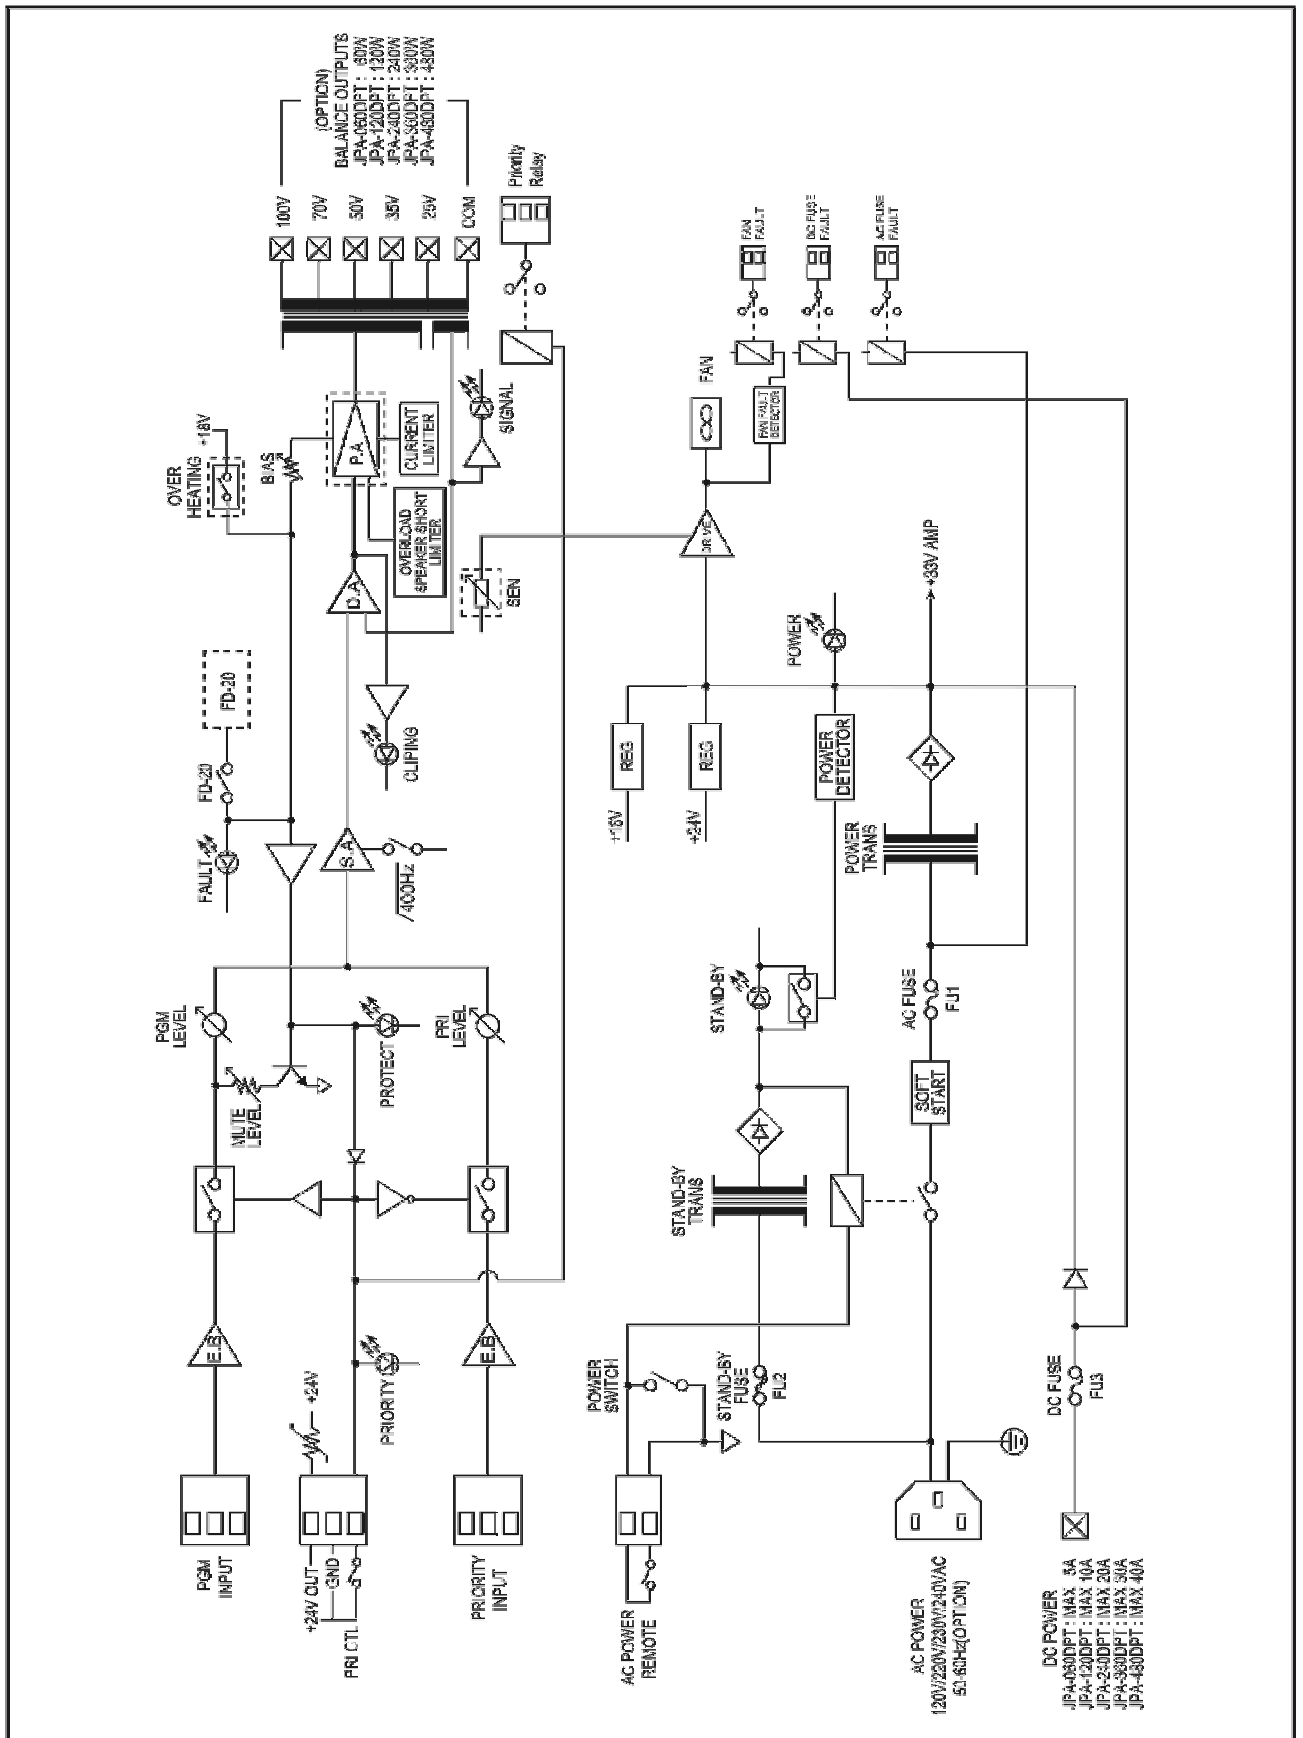 (OPTION)
BALANCE OUTPUTS
JPA-060DPT : 60W
JPA-120DPT : 120W
JPA-240DPT : 240W
JPA-360DPT : 360W
JPA-480DPT : 480W
100V
70V
50V
35V
25V
COM
Priority
Relay
OVER
HEATING
+18V
BIAS
P.A
CURRENT
LIMITER
OVERLOAD
SPEAKER SHORT
LIMITER
SIGNAL
D.A
SEN
FD-20
FD-20
FAULT
CLIPING
S.A
/400Hz
PGM
LEVEL
MUTE
LEVEL
PROTECT
PRI
LEVEL
E.B
E.B
PRIORITY
+24V
PGM
INPUT
+24V OUT
GND
PRI CTL
PRIORITY
INPUT
FAN
FAULT
DC FUSE
FAULT
AC FUSE
FAULT
FAN
FAN FAULT
DETECTOR
DRIVE
+33V AMP
POWER
REG
REG
+18V
+24V
POWER
DETECTOR
POWER
TRANS
STAND-BY
AC FUSE
FU1
SOFT
START
STAND-BY
TRANS
POWER
SWITCH
STAND-BY
FUSE
FU2
DC FUSE
FU3
AC POWER
REMOTE
AC POWER
120V/220V/230V/240VAC
50-60Hz(OPTION)
DC POWER
JPA-060DPT : MAX 5A
JPA-120DPT : MAX 10A
JPA-240DPT : MAX 20A
JPA-360DPT : MAX 30A
JPA-480DPT : MAX 40A